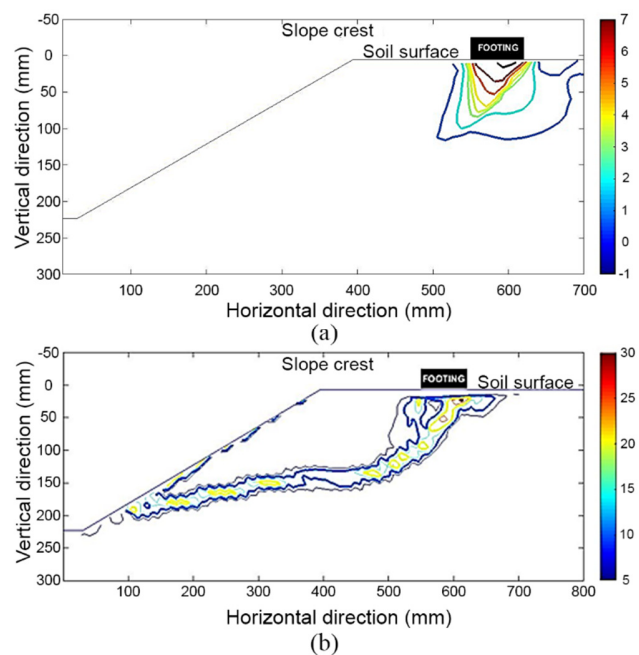 -50
Slope crest
0
Soil surface
FOOTING
50
100
150
200
250
300
100 200 300 400 500 600 700
Vertical direction (mm)
Horizontal direction (mm)
7
6
5
4
3
2
1
0
-1
(a)
-50
Slope crest
0
FOOTING
Soil surface
50
100
150
200
250
300
100 200 300 400 500 600 700 800
Vertical direction (mm)
Horizontal direction (mm)
30
25
20
15
10
5
(b)